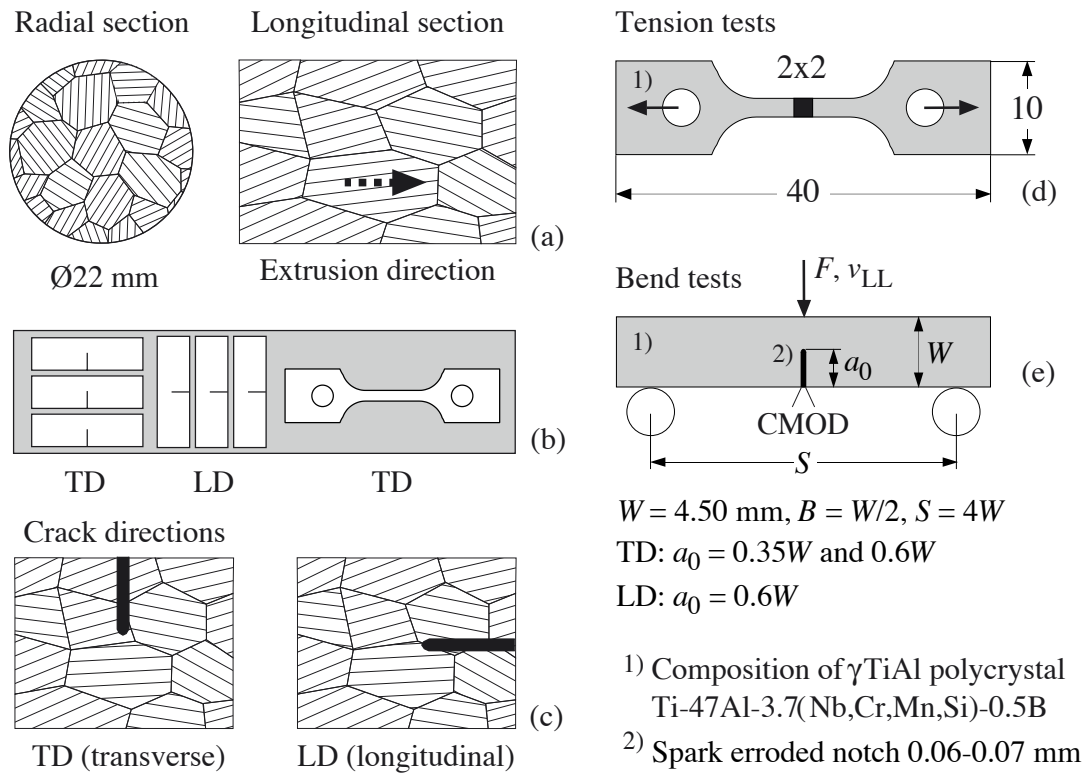 Radial section
Longitudinal section
Ø22 mm
Extrusion direction
(a)
TD
LD
TD
(b)
Crack directions
TD (transverse)
LD (longitudinal)
(c)
Tension tests
1)
2x2
10
40
(d)
Bend tests
F, vLL
1)
2)
a0
W
CMOD
S
(e)
W = 4.50 mm, B = W/2, S = 4W
TD: a0 = 0.35W and 0.6W
LD: a0 = 0.6W
1) Composition of γTiAl polycrystal
Ti-47Al-3.7(Nb,Cr,Mn,Si)-0.5B
2) Spark erroded notch 0.06-0.07 mm